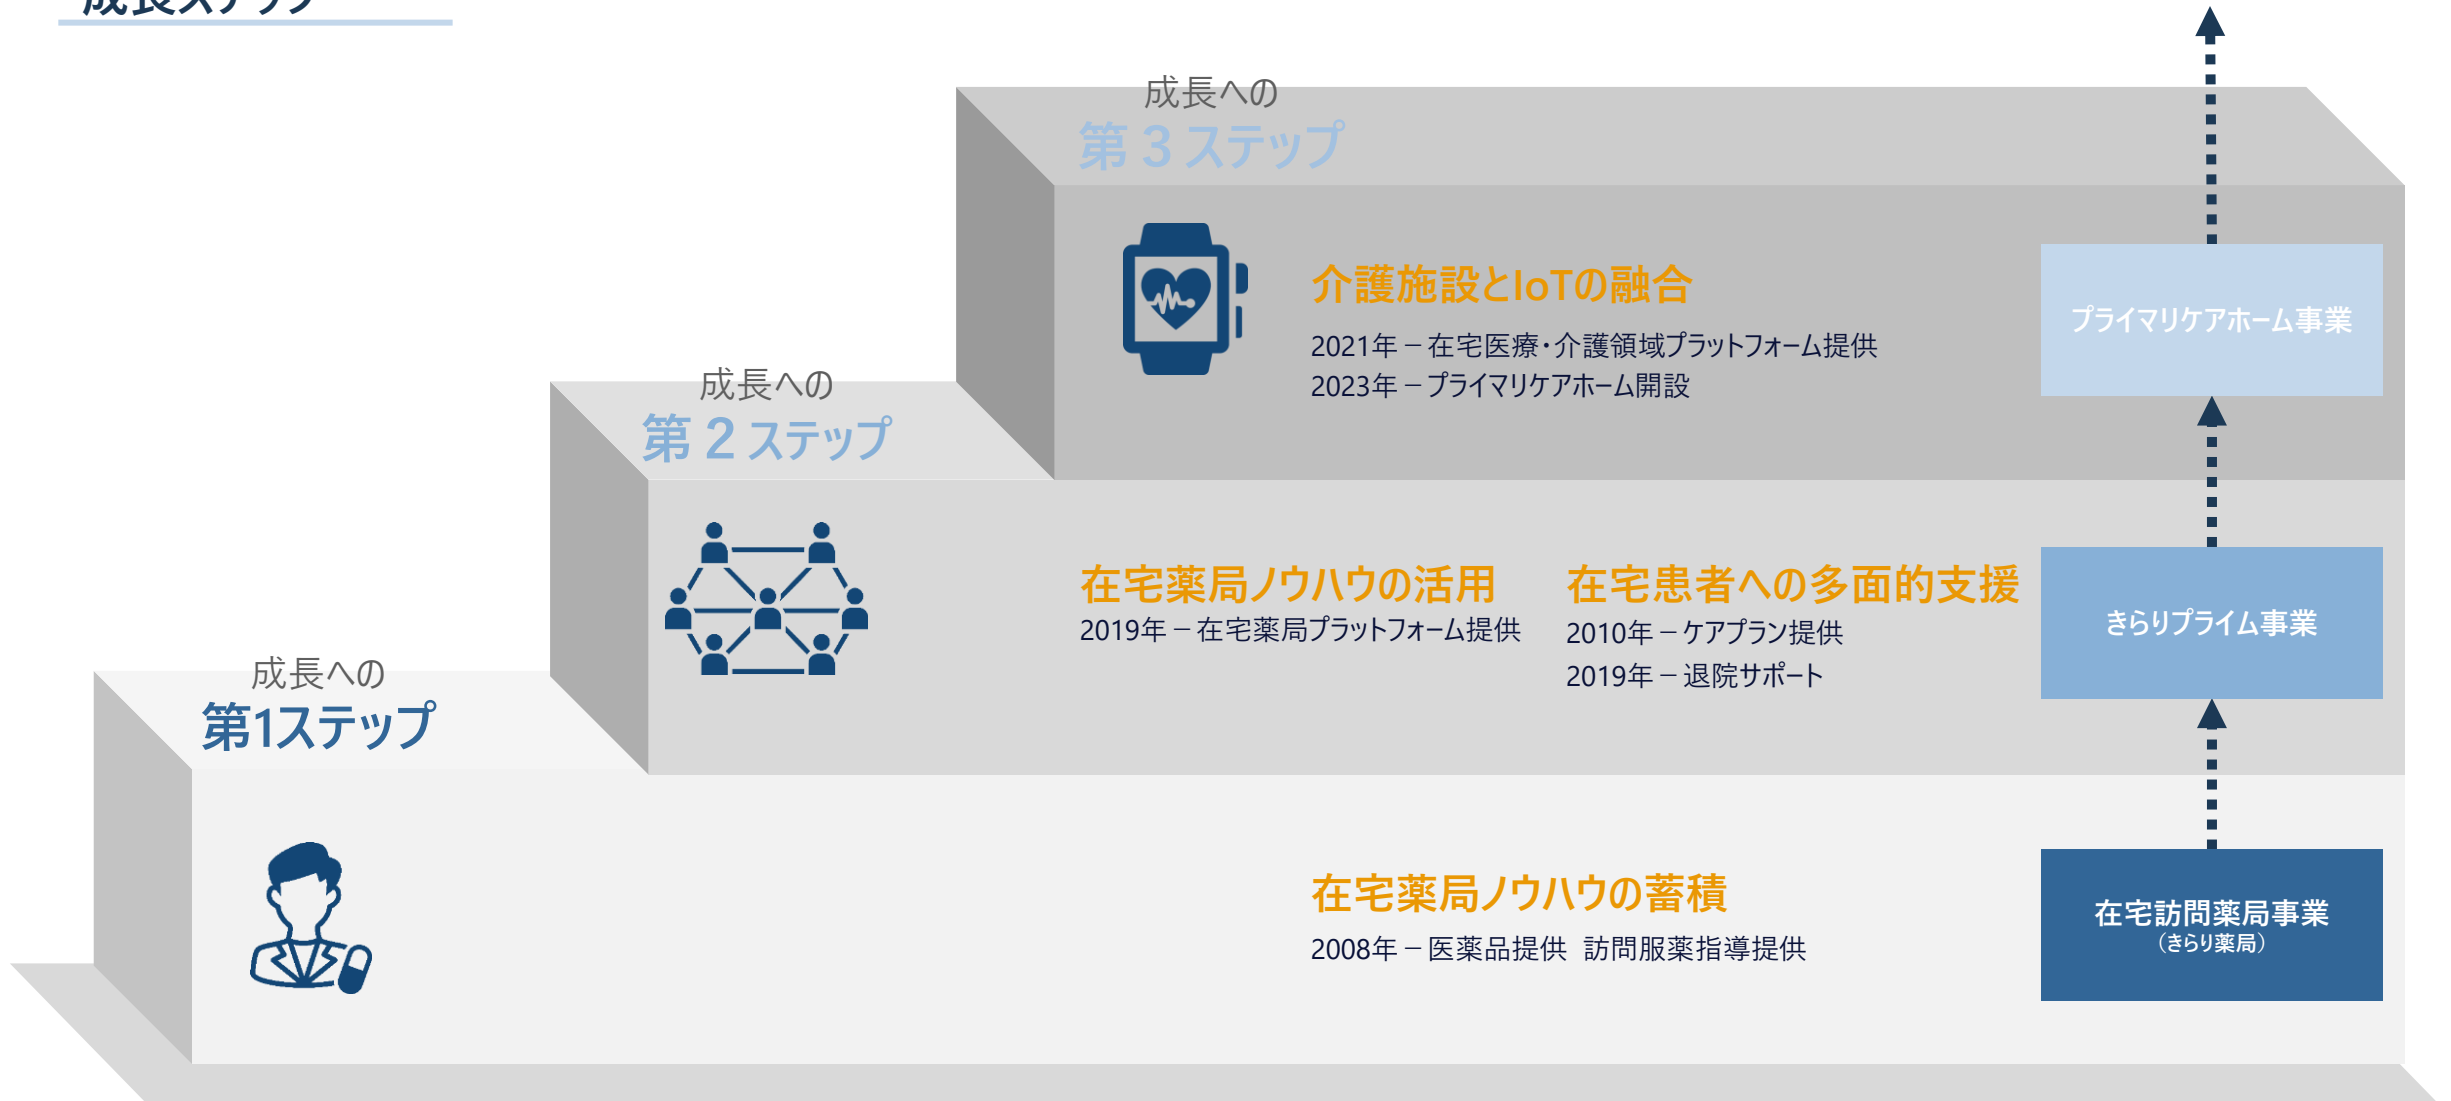 成長ステップ
成長への
第３ステップ
介護施設とIoTの融合
2021年－在宅医療・介護領域プラットフォーム提供
2023年－プライマリケアホーム開設
プライマリケアホーム事業
成長への
第２ステップ
在宅薬局ノウハウの活用
2019年－在宅薬局プラットフォーム提供
在宅患者への多面的支援
2010年－ケアプラン提供
2019年－退院サポート
きらりプライム事業
成長への
第1ステップ
在宅薬局ノウハウの蓄積
2008年－医薬品提供 訪問服薬指導提供
在宅訪問薬局事業
（きらり薬局）